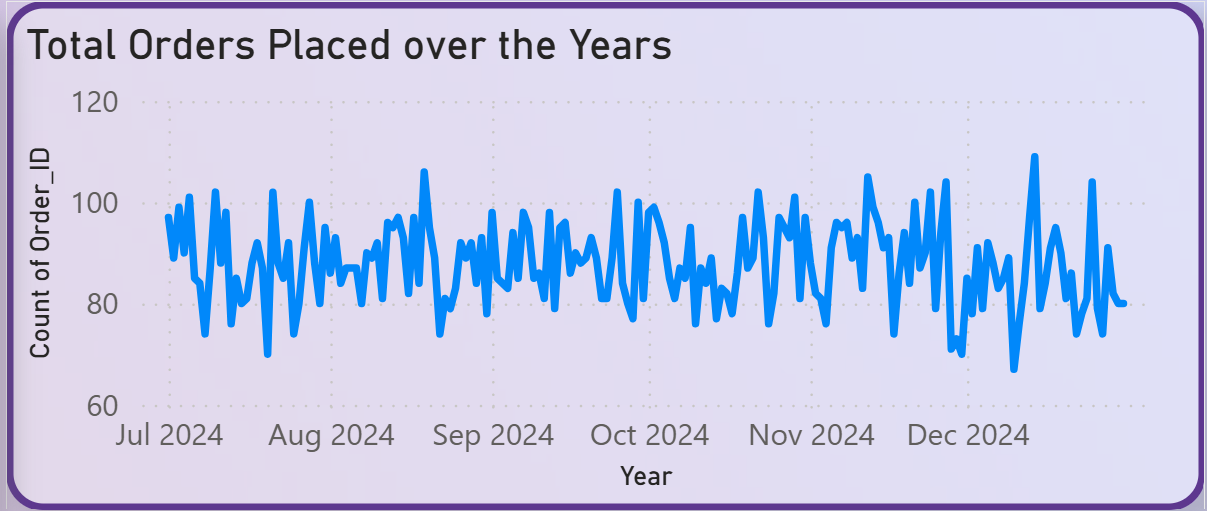 Total Orders Placed over the Years
Count of Order_ID
120
100
80
60
Jul 2024 Aug 2024 Sep 2024 Oct 2024 Nov 2024 Dec 2024
Year